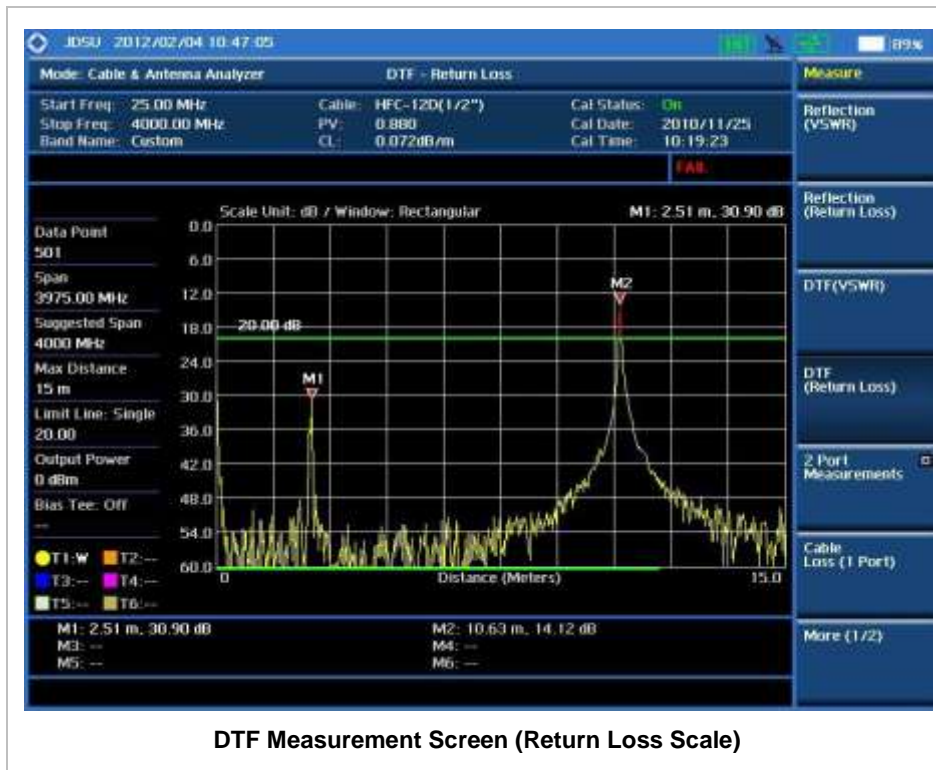 JDSU 2012/02/04 10:47:05 89%
Mode: Cable & Antenna Analyzer DTF - Return Loss Measure
Start Freq: 25.00 MHz Cable: HFC-12D(1/2") Cal Status: On
Stop Freq: 4000.00 MHz PV: 0.880 Cal Date: 2010/11/25
Band Name: Custom CL: 0.072dB/m Cal Time: 10:19:23
FAIL
Reflection
(VSWR)
Reflection
(Return Loss)
DTF(VSWR)
DTF
(Return Loss)
2 Port
Measurements
Cable
Loss (1 Port)
More (1/2)
Scale Unit: dB / Window: Rectangular M1: 2.51 m, 30.90 dB
Data Point
501
Span
3975.00 MHz
Suggested Span
4000 MHz
Max Distance
15 m
Limit Line: Single
20.00
Output Power
0 dBm
Bias Tee: Off
--
T1:W T2:--
T3:-- T4:--
T5:-- T6:--
0.0
6.0
12.0
18.0
24.0
30.0
36.0
42.0
48.0
54.0
60.0
20.00 dB
M1
M2
0 Distance (Meters) 15.0
M1: 2.51 m, 30.90 dB M2: 10.63 m, 14.12 dB
M3: -- M4: --
M5: -- M6: --
DTF Measurement Screen (Return Loss Scale)